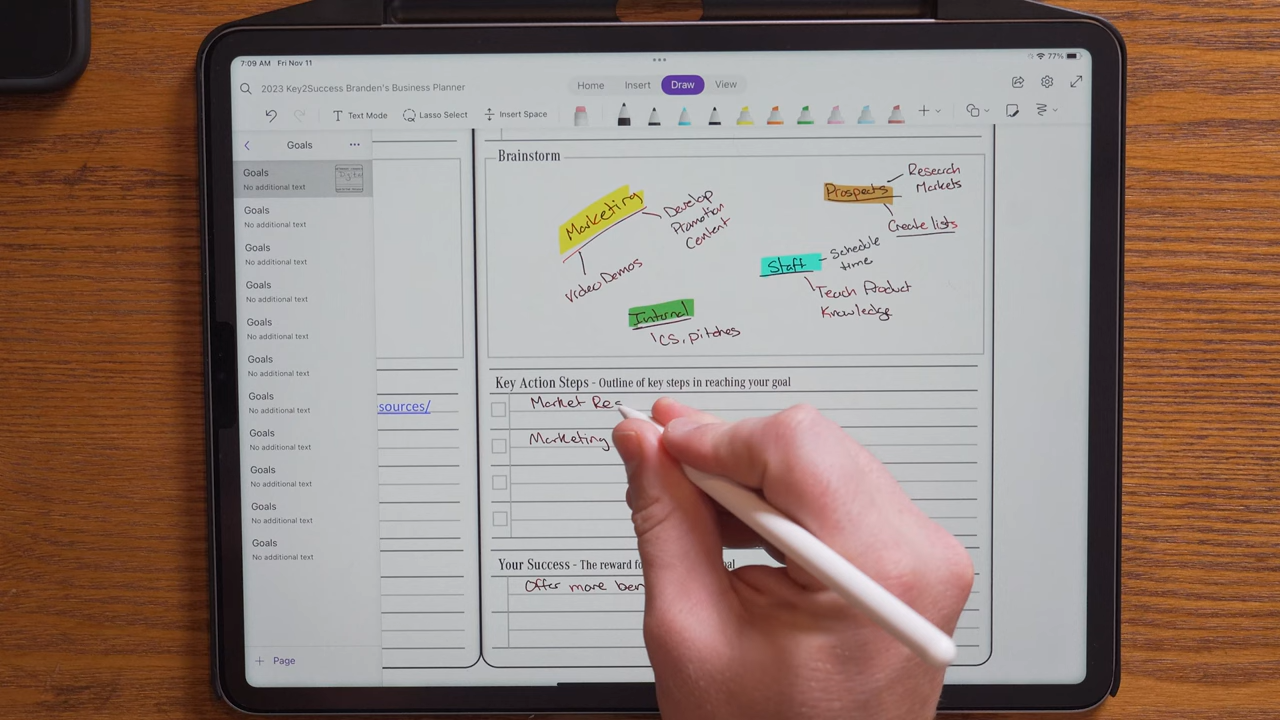 7:09 AM Fri Nov 11
77%
2023 Key2Success Branden's Business Planner
Home Insert Draw View
Text Mode Lasso Select Insert Space
Goals
Goals
No additional text
Goals
No additional text
Goals
No additional text
Goals
No additional text
Goals
No additional text
Goals
No additional text
Goals
No additional text
Goals
No additional text
Goals
No additional text
Goals
No additional text
Goals
No additional text
Page
sources/
Brainstorm
Marketing
Develop
Promotion
Content
Video Demos
Prospects
Research
Markets
Create lists
Staff
Schedule
time
Teach Product
Knowledge
Internal
CS, pitches
Key Action Steps - Outline of key steps in reaching your goal
Market Res
Marketing
Your Success - The reward fo al
Offer more ben